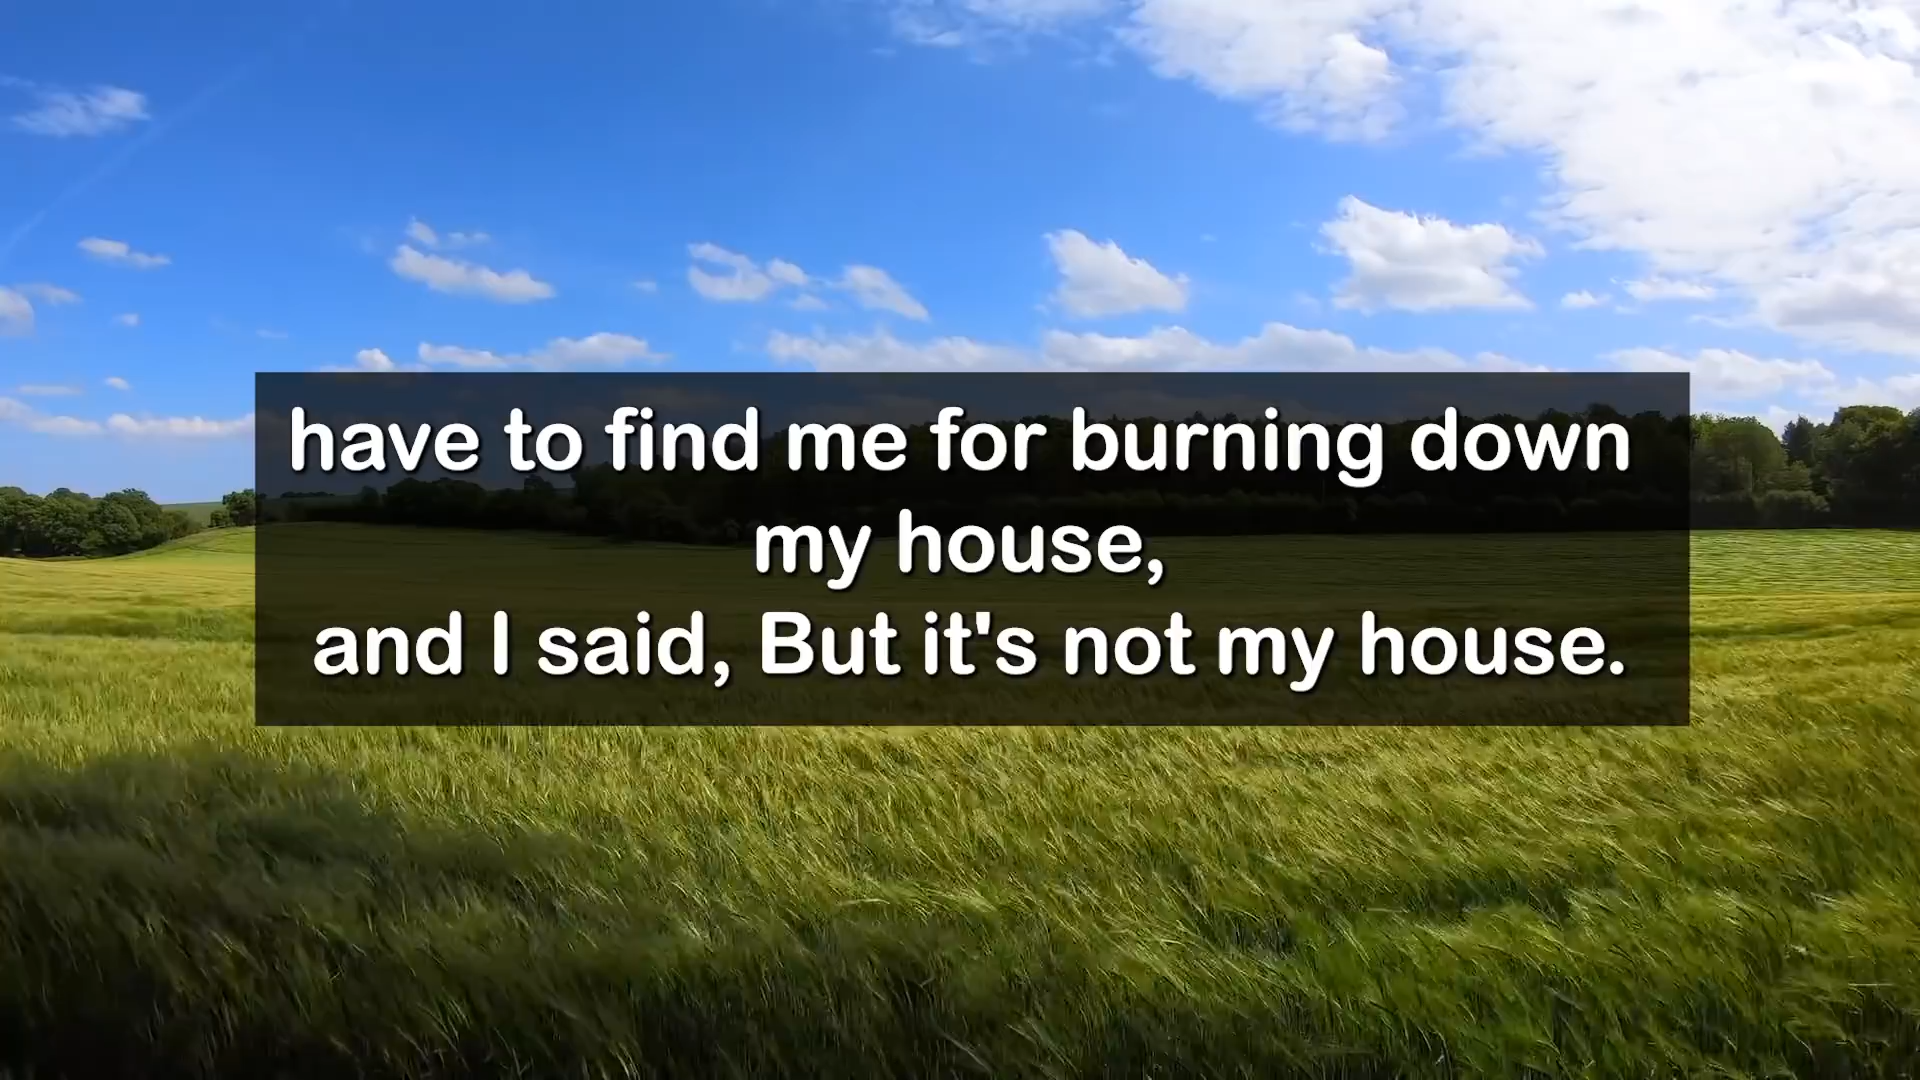 have to find me for burning down
my house,
and I said, But it's not my house.